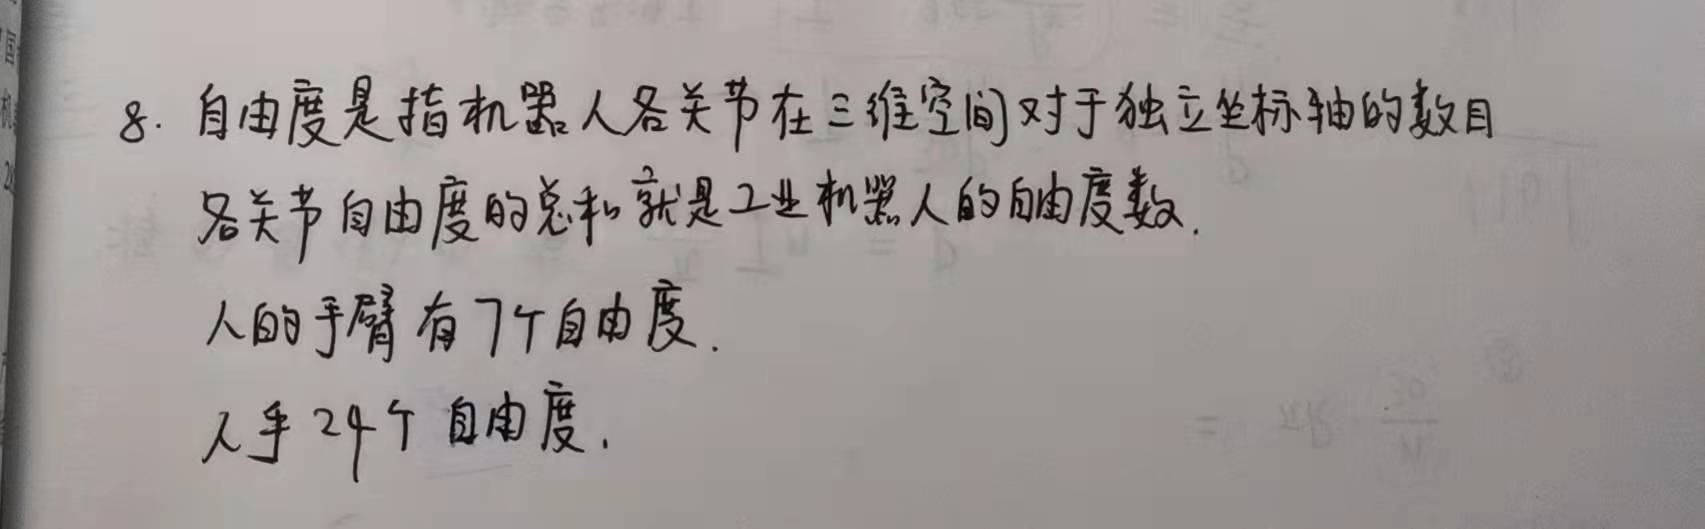 8. 自由度是指机器人各关节在三维空间对于独立坐标轴的数目
各关节自由度的总和就是工业机器人的自由度数.
人的手臂有7个自由度.
人手24个自由度.